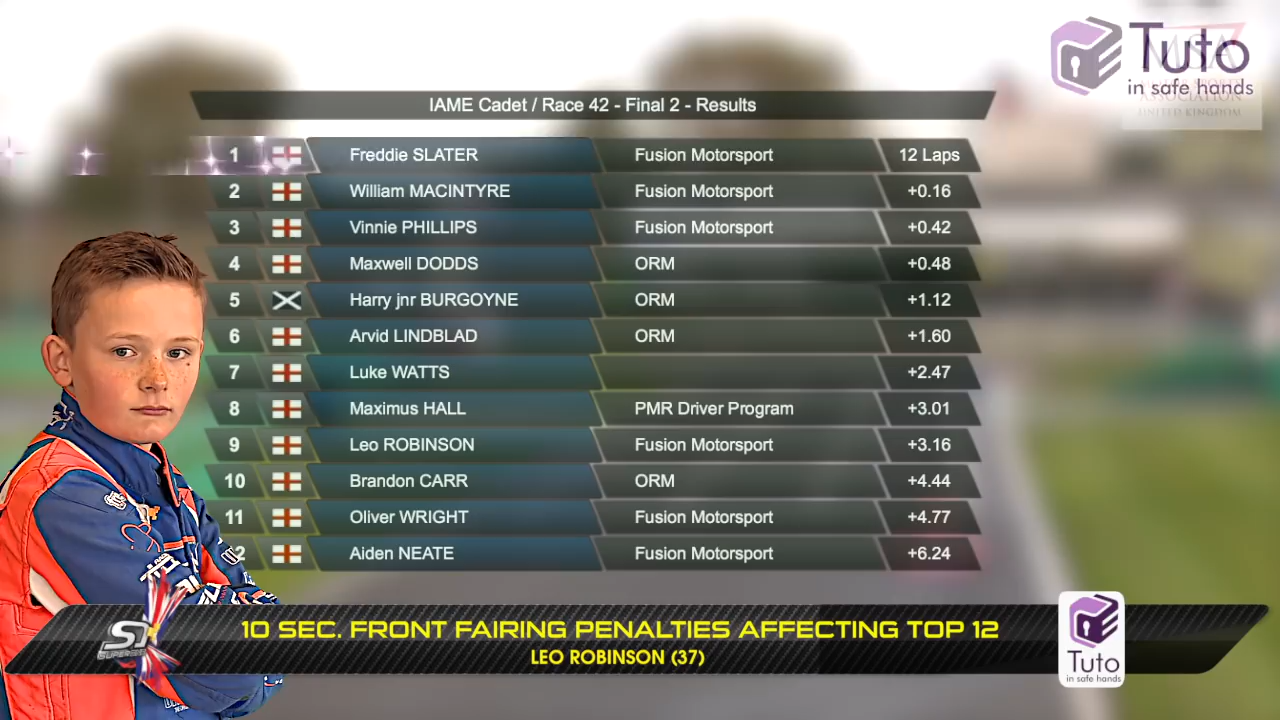 Tuto
in safe hands
MSA
ASSOCIATION
UNITED KINGDOM
IAME Cadet / Race 42 - Final 2 - Results
1 Freddie SLATER Fusion Motorsport 12 Laps
2 William MACINTYRE Fusion Motorsport +0.16
3 Vinnie PHILLIPS Fusion Motorsport +0.42
4 Maxwell DODDS ORM +0.48
5 Harry jnr BURGOYNE ORM +1.12
6 Arvid LINDBLAD ORM +1.60
7 Luke WATTS +2.47
8 Maximus HALL PMR Driver Program +3.01
9 Leo ROBINSON Fusion Motorsport +3.16
10 Brandon CARR ORM +4.44
11 Oliver WRIGHT Fusion Motorsport +4.77
12 Aiden NEATE Fusion Motorsport +6.24
10 SEC. FRONT FAIRING PENALTIES AFFECTING TOP 12
LEO ROBINSON (37)
Tuto
in safe hands